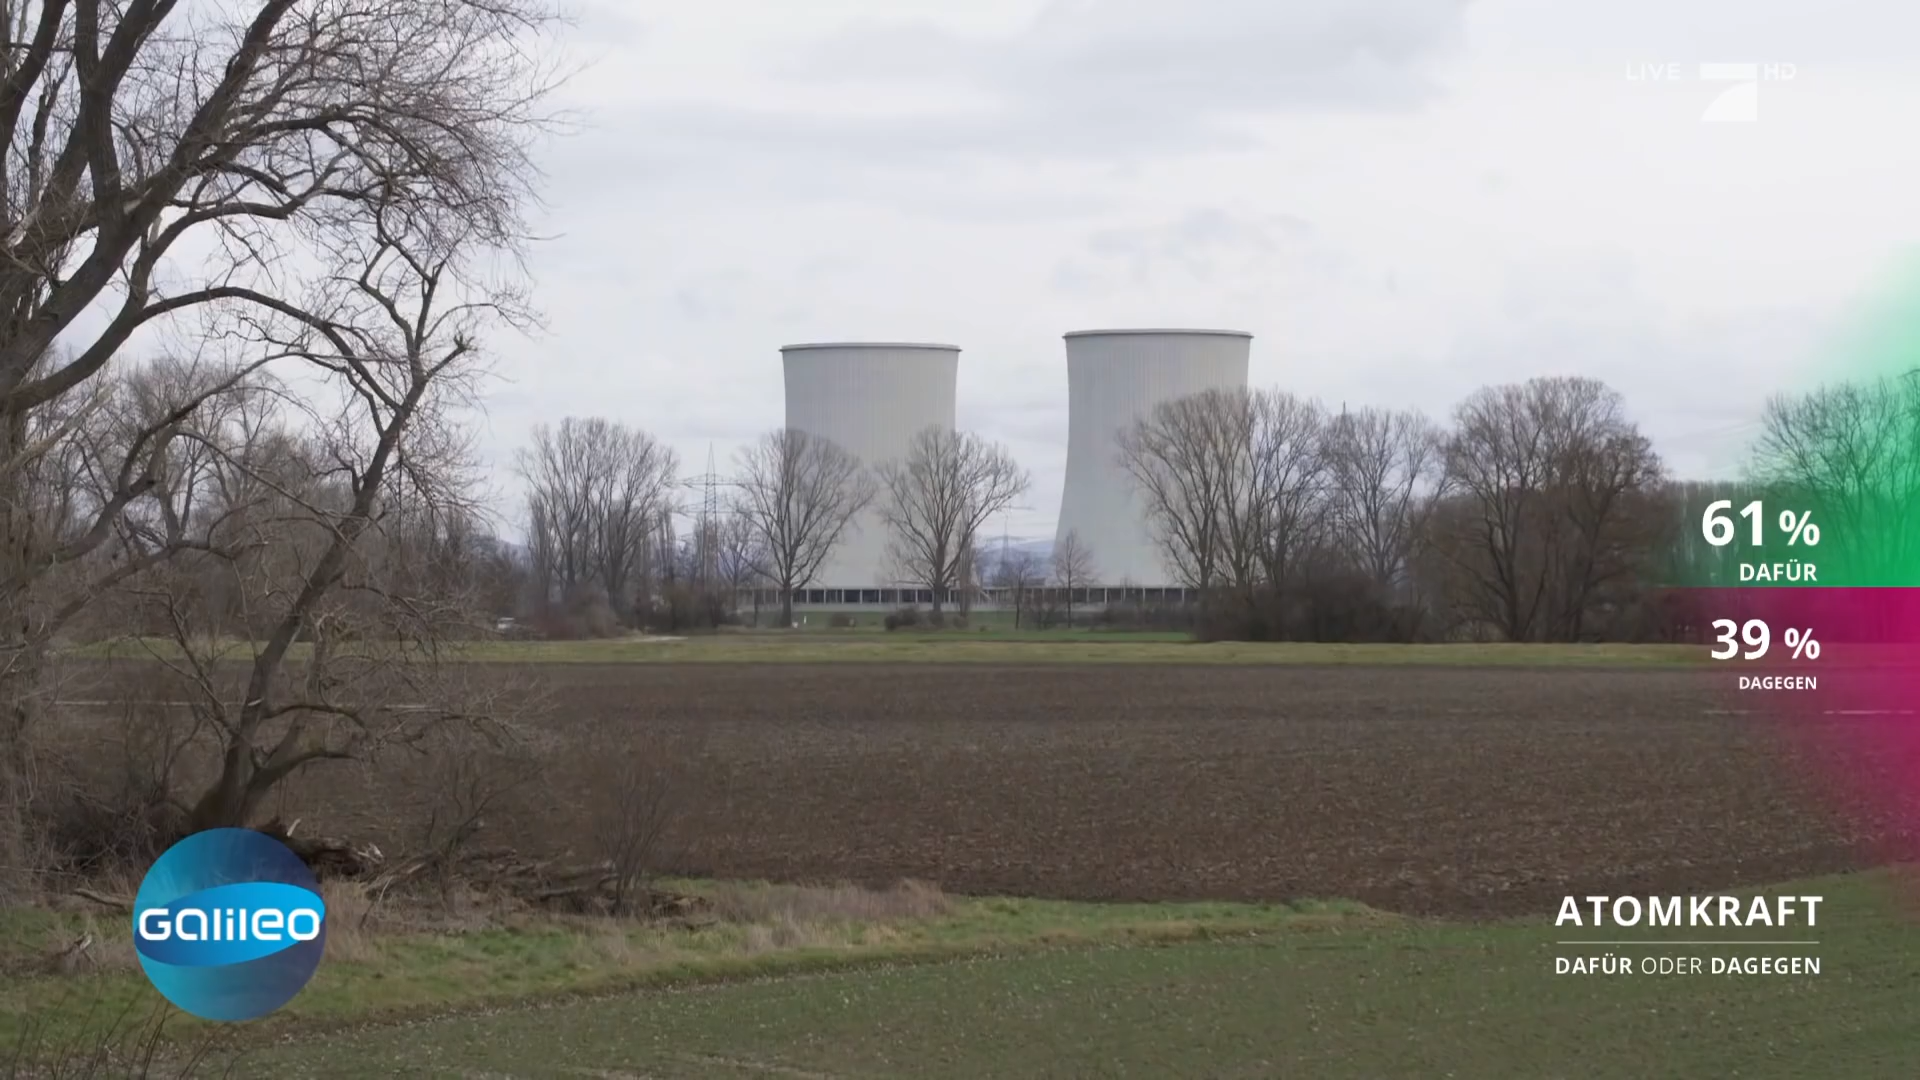 LIVE HD
61 %
DAFÜR
39 %
DAGEGEN
Galileo
ATOMKRAFT
DAFÜR ODER DAGEGEN